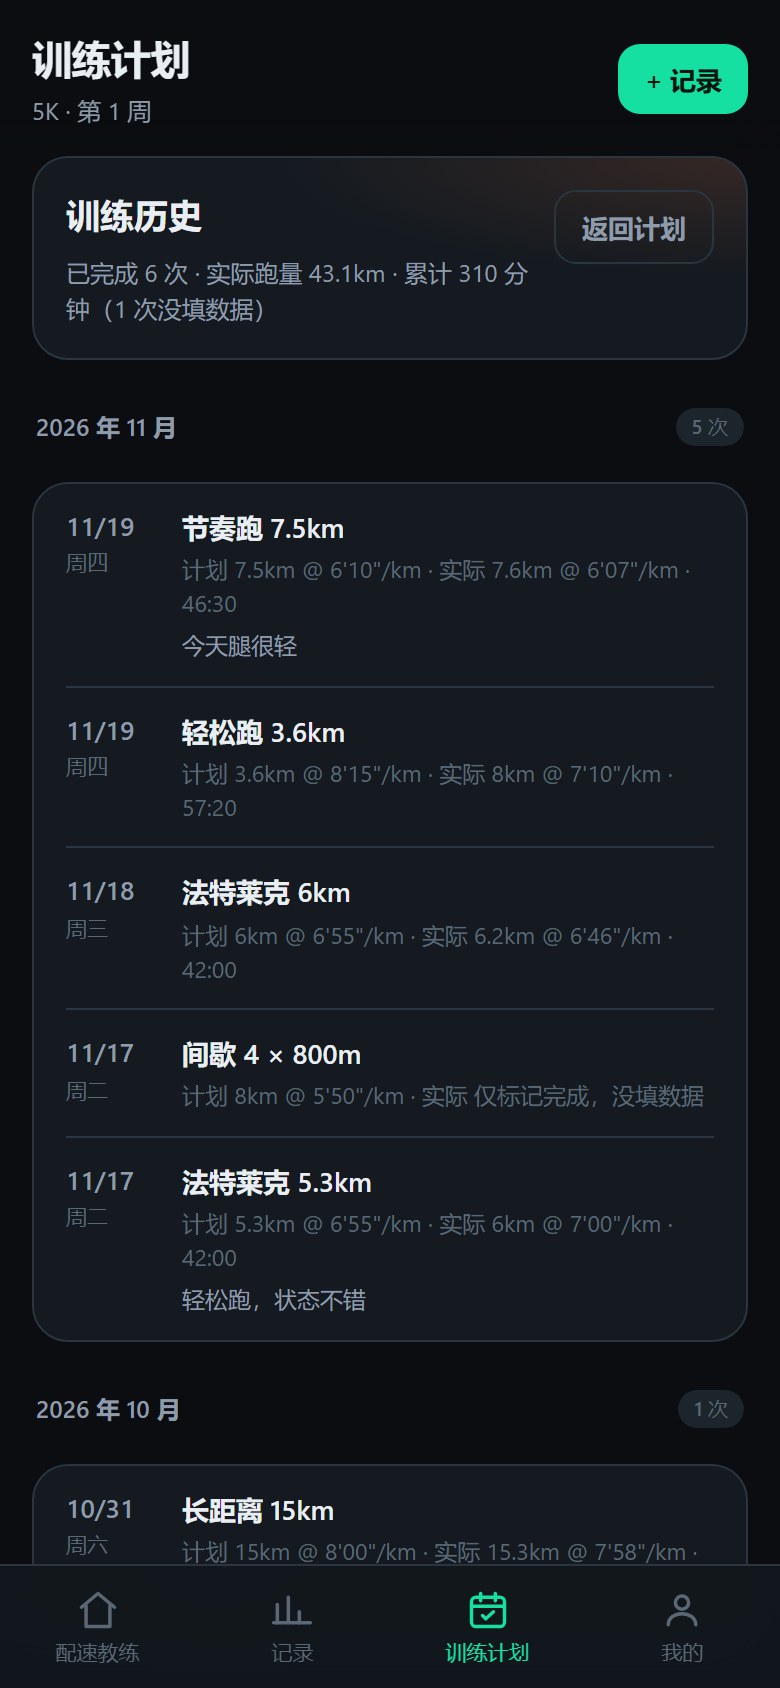 训练计划
5K · 第 1 周
+ 记录
训练历史
返回计划
已完成 6 次 · 实际跑量 43.1km · 累计 310 分
钟（1 次没填数据）
2026 年 11 月
5 次
11/19
周四
节奏跑 7.5km
计划 7.5km @ 6'10"/km · 实际 7.6km @ 6'07"/km ·
46:30
今天腿很轻
11/19
周四
轻松跑 3.6km
计划 3.6km @ 8'15"/km · 实际 8km @ 7'10"/km ·
57:20
11/18
周三
法特莱克 6km
计划 6km @ 6'55"/km · 实际 6.2km @ 6'46"/km ·
42:00
11/17
周二
间歇 4 × 800m
计划 8km @ 5'50"/km · 实际 仅标记完成，没填数据
11/17
周二
法特莱克 5.3km
计划 5.3km @ 6'55"/km · 实际 6km @ 7'00"/km ·
42:00
轻松跑，状态不错
2026 年 10 月
1 次
10/31
周六
长距离 15km
计划 15km @ 8'00"/km · 实际 15.3km @ 7'58"/km ·
配速教练
记录
训练计划
我的